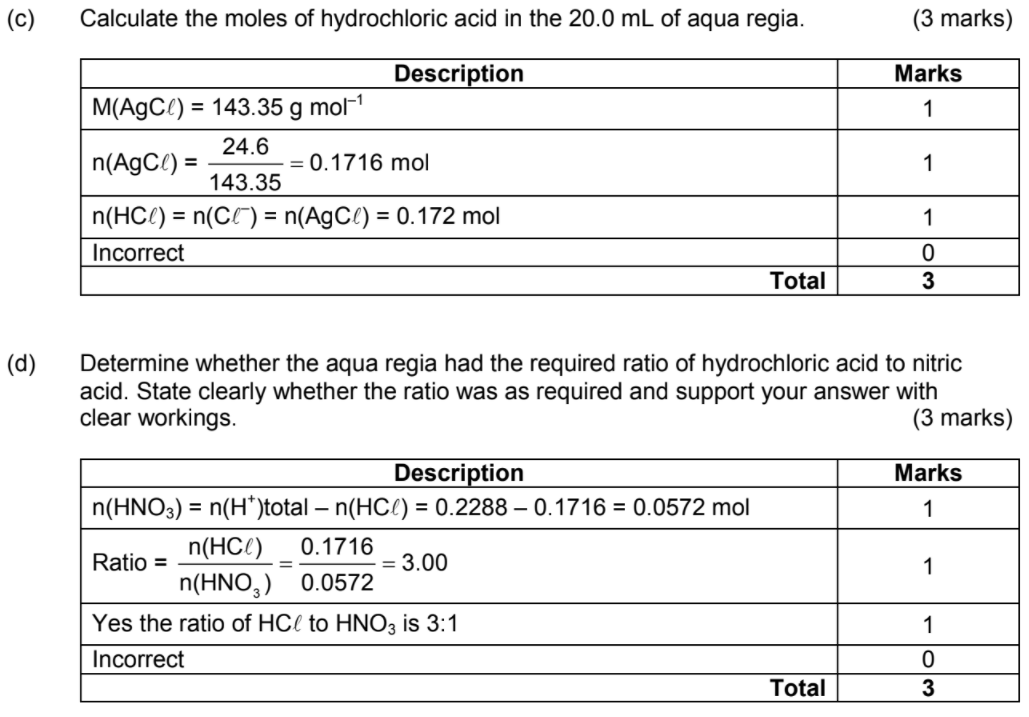 (c) Calculate the moles of hydrochloric acid in the 20.0 mL of aqua regia. (3 marks)
Description Marks
M(AgCℓ) = 143.35 g mol⁻¹ 1
n(AgCℓ) = 24.6 / 143.35 = 0.1716 mol 1
n(HCℓ) = n(Cℓ⁻) = n(AgCℓ) = 0.172 mol 1
Incorrect 0
Total 3
(d) Determine whether the aqua regia had the required ratio of hydrochloric acid to nitric
acid. State clearly whether the ratio was as required and support your answer with
clear workings. (3 marks)
Description Marks
n(HNO₃) = n(H⁺)total – n(HCℓ) = 0.2288 – 0.1716 = 0.0572 mol 1
Ratio = n(HCℓ) / n(HNO₃) = 0.1716 / 0.0572 = 3.00 1
Yes the ratio of HCℓ to HNO₃ is 3:1 1
Incorrect 0
Total 3